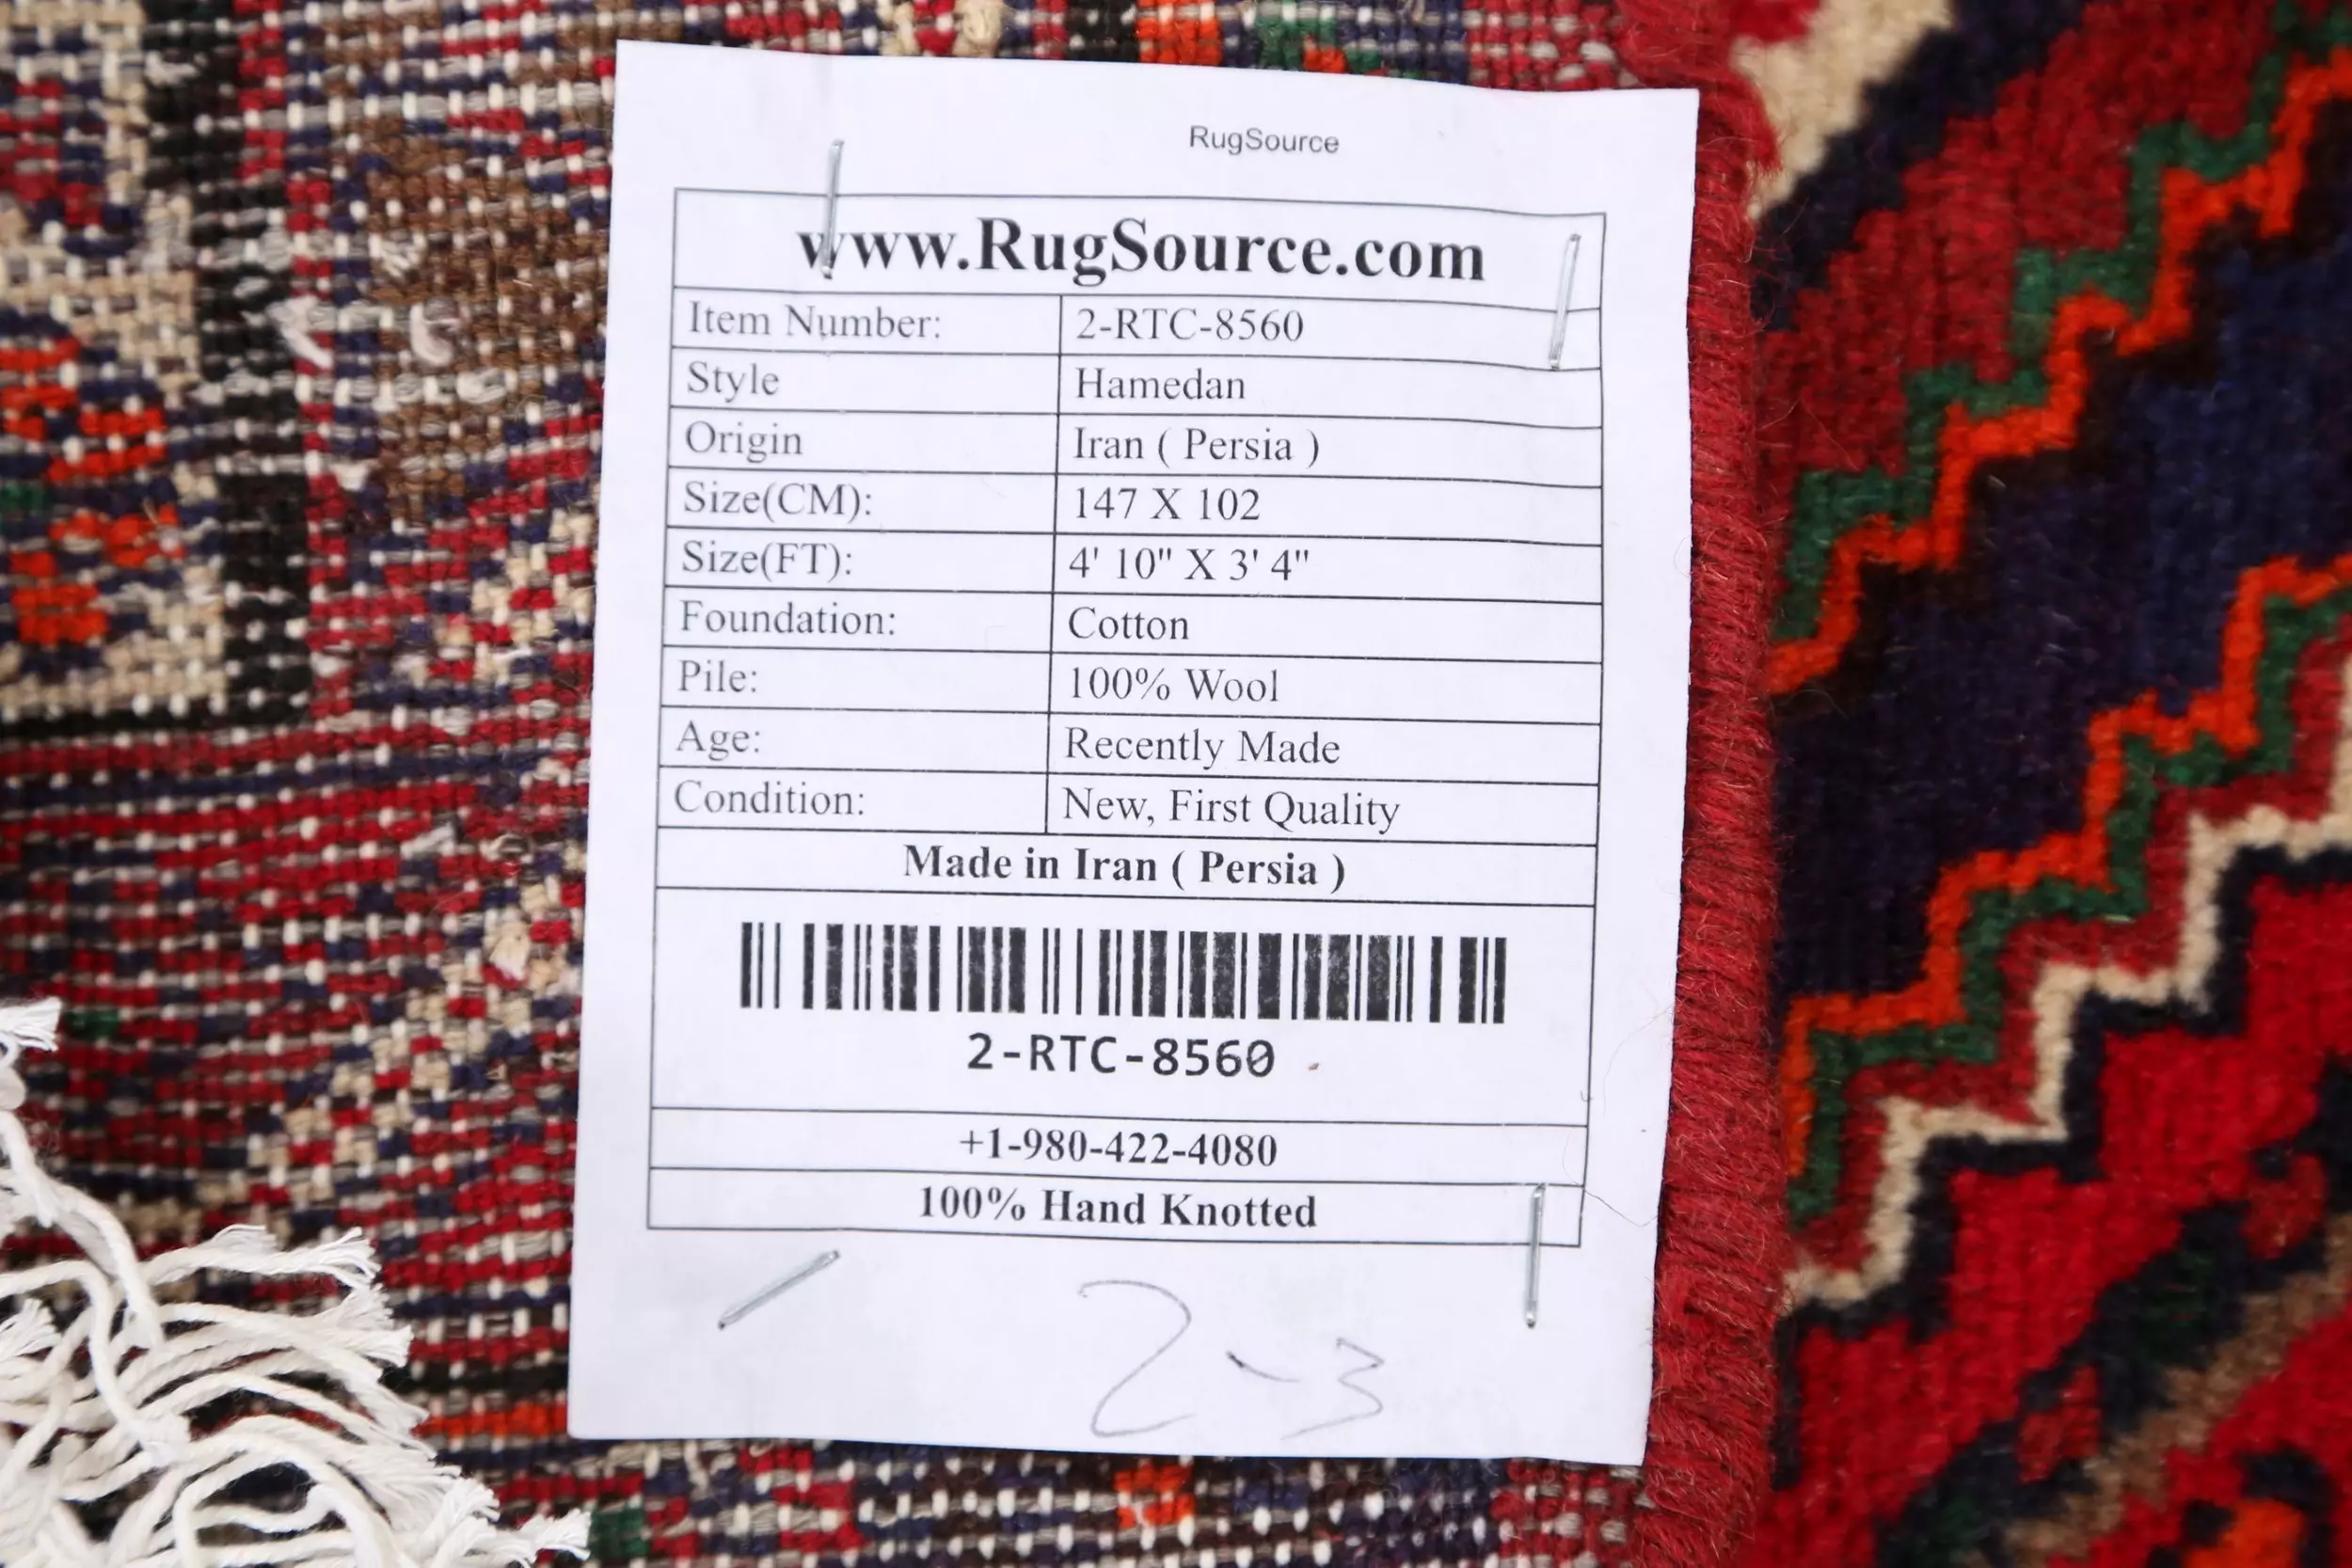 RugSource
www.RugSource.com
Item Number: 2-RTC-8560
Style Hamedan
Origin Iran ( Persia )
Size(CM): 147 X 102
Size(FT): 4' 10" X 3' 4"
Foundation: Cotton
Pile: 100% Wool
Age: Recently Made
Condition: New, First Quality
Made in Iran ( Persia )
2-RTC-8560
+1-980-422-4080
100% Hand Knotted
2-3